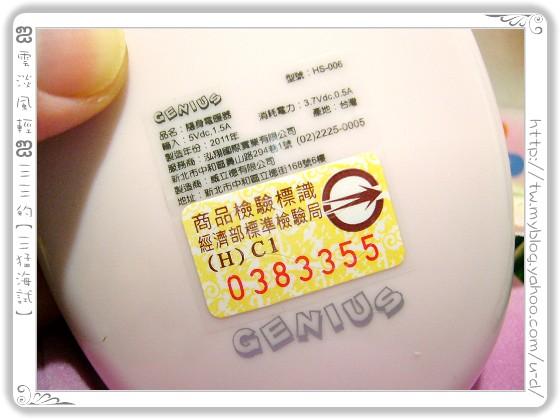 GENIUS
型號：HS-006
品名：隨身電暖器
輸入：5Vdc,1.5A
消耗電力：3.7Vdc,0.5A
製造年份：2011年
產地：台灣
服務商：泓翔國際實業有限公司
新北市中和區員山路294巷1號 (02)2225-0005
製造商：威立德有限公司
地址：新北市中和區立德街168號6樓
商品檢驗標識
經濟部標準檢驗局
(H) C1
0383355
GENIUS
雲淡風輕
三三的【三猛海試】
http://tw.myblog.yahoo.com/u-d/